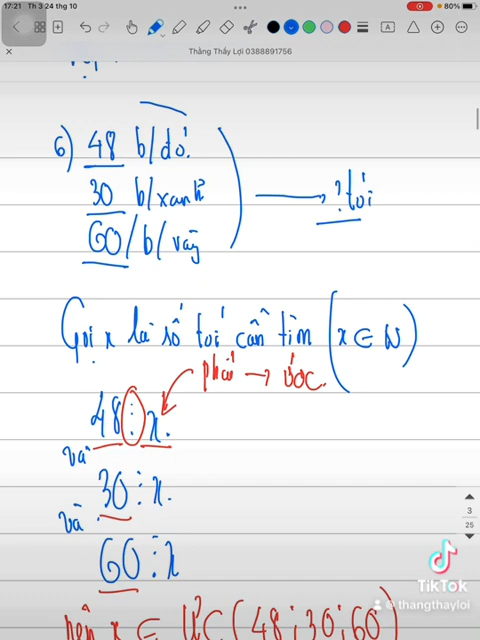 17:21 Th 3 24 thg 10
80%
Thằng Thầy Lợi 0388891756
6) 48 b/đỏ.
30 b/xanh
60/b/vàg
? túi
Gọi x là số túi cần tìm (x ∈ N)
phải → ước.
48 ⋮ x.
và
30 ⋮ x.
và
60 ⋮ x
nên x ∈ ƯC (48; 30; 60)
3
25
TikTok
@ thangthayloi